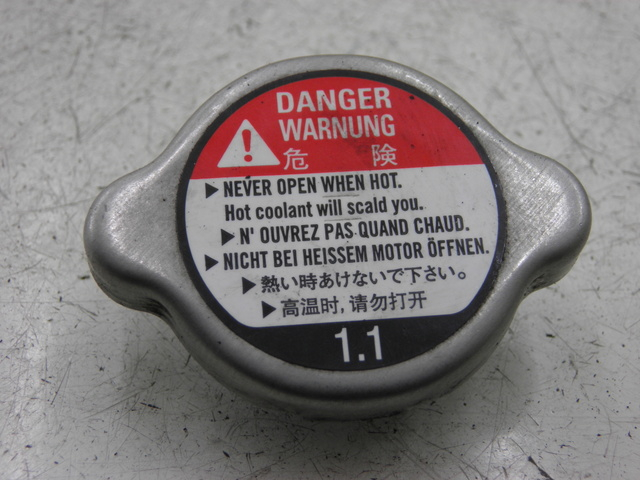 DANGER
WARNUNG
危 険
▶ NEVER OPEN WHEN HOT.
Hot coolant will scald you.
▶ N' OUVREZ PAS QUAND CHAUD.
▶ NICHT BEI HEISSEM MOTOR ÖFFNEN.
▶ 熱い時あけないで下さい。
▶ 高温时,请勿打开
1.1